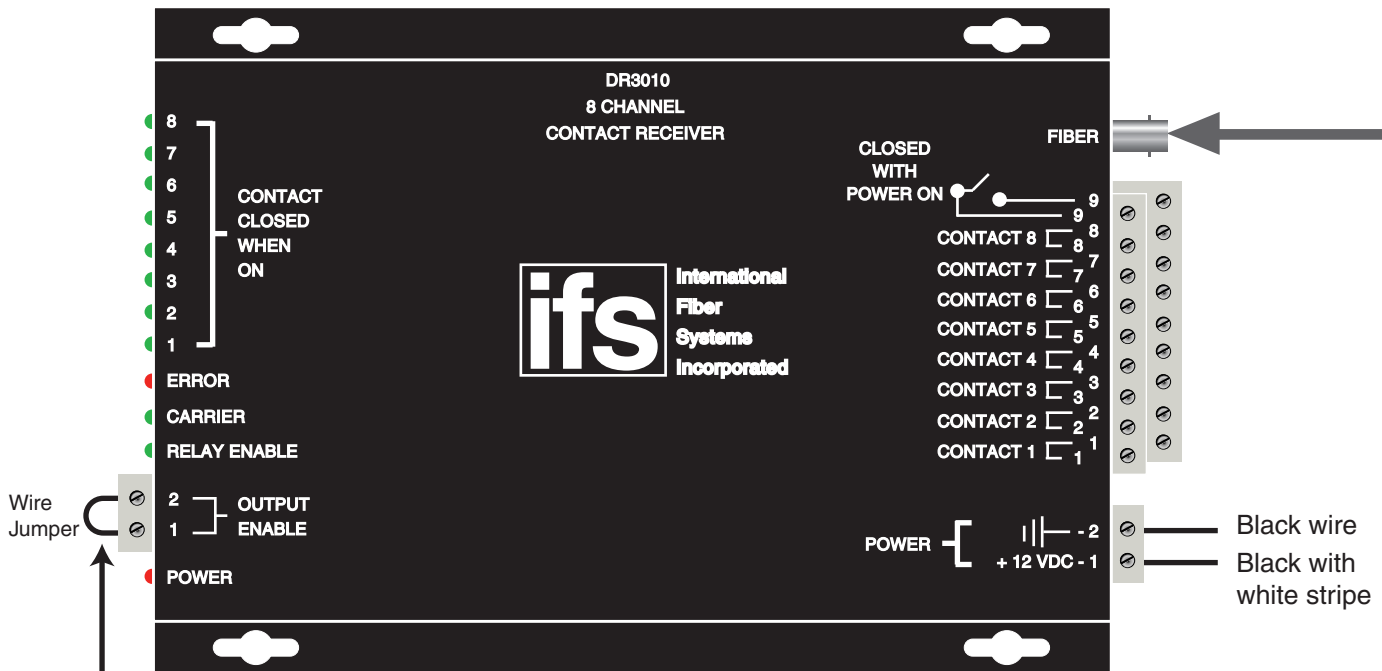 DR3010
8 CHANNEL
CONTACT RECEIVER
8
7
6
5
4
3
2
1
CONTACT
CLOSED
WHEN
ON
ERROR
CARRIER
RELAY ENABLE
Wire
Jumper
2
1
OUTPUT
ENABLE
POWER
ifs
International
Fiber
Systems
Incorporated
FIBER
CLOSED
WITH
POWER ON
9
9
CONTACT 8 8
8
CONTACT 7 7
7
CONTACT 6 6
6
CONTACT 5 5
5
CONTACT 4 4
4
CONTACT 3 3
3
CONTACT 2 2
2
CONTACT 1 1
1
POWER
- 2
+ 12 VDC - 1
Black wire
Black with
white stripe